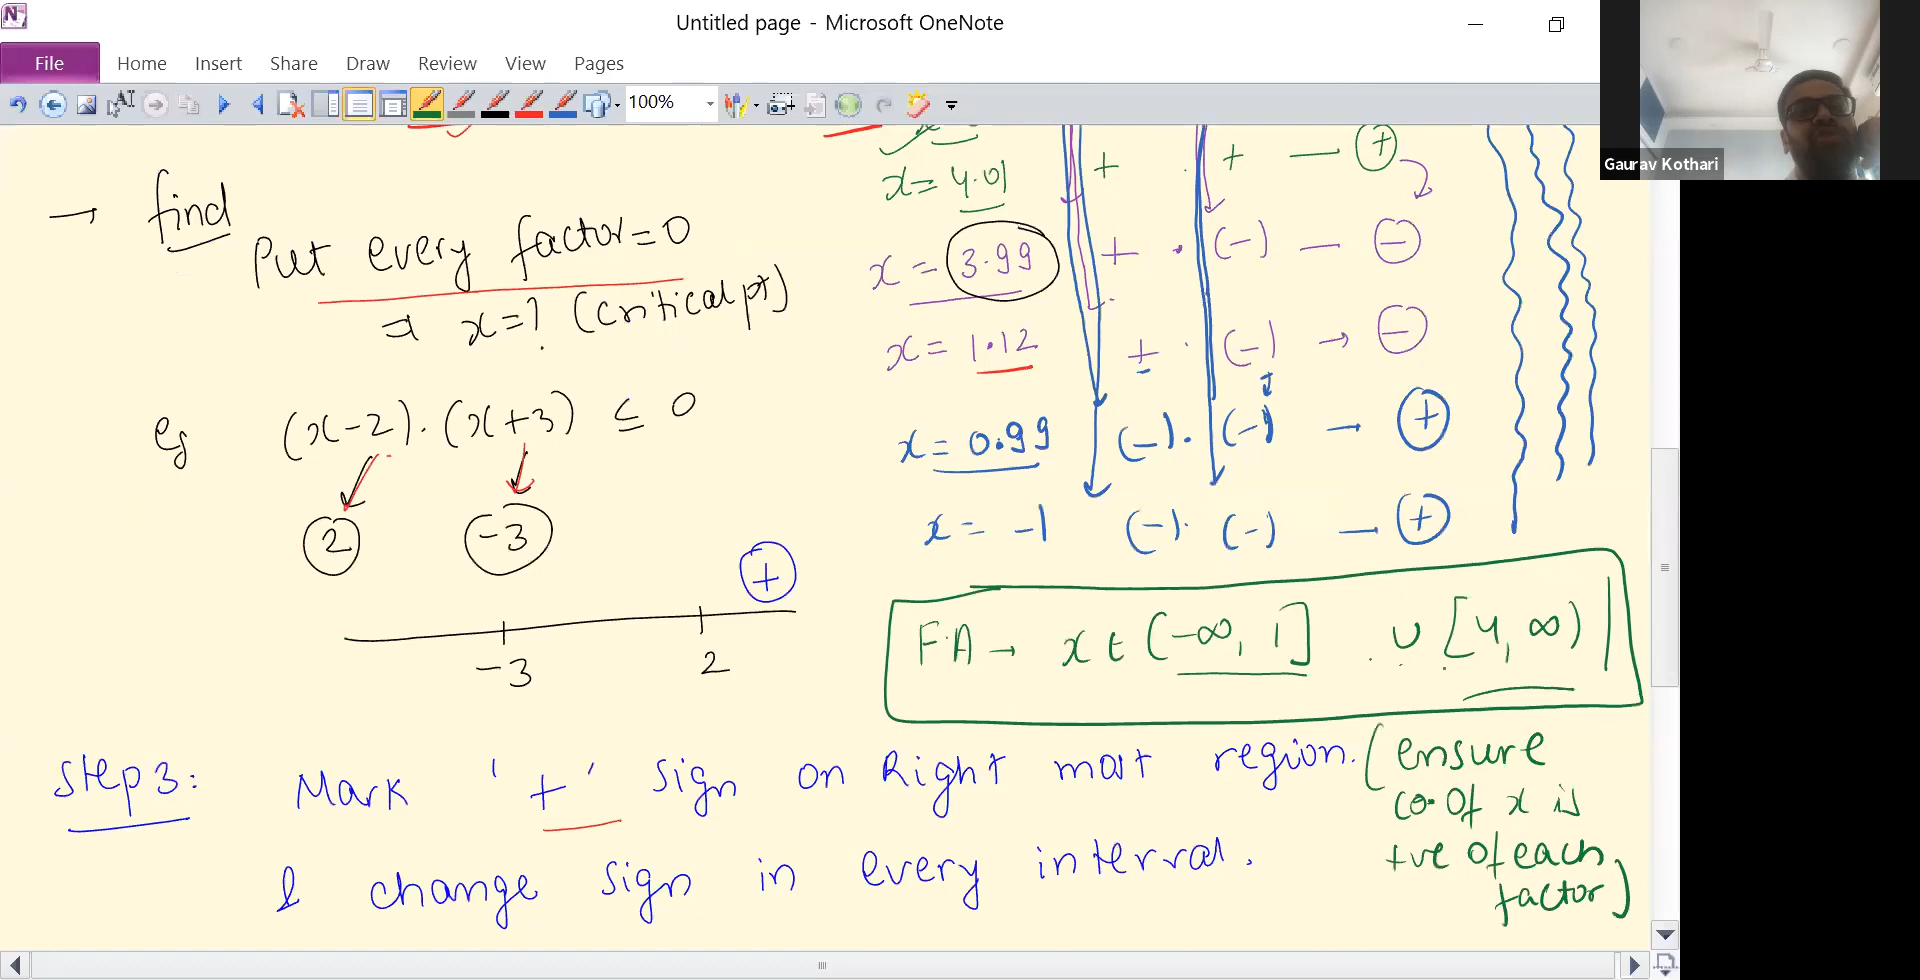 Untitled page - Microsoft OneNote
File Home Insert Share Draw Review View Pages
100%
Gaurav Kothari
→ find
Put every factor = 0
⇒ x = ? (critical pt)
eg (x-2).(x+3) ≤ 0
2 -3
+
-3 2
x = 4.01 + . + — +
x = 3.99 + . (-) — -
x = 1.12 + . (-) → -
x = 0.99 (-). (-) → +
x = -1 (-). (-) → +
F.A → x ∈ (-∞, 1] ∪ [4, ∞)
Step 3: Mark '+' sign on Right most region. (ensure
co. of x is
+ve of each
factor)
& change sign in every interval.